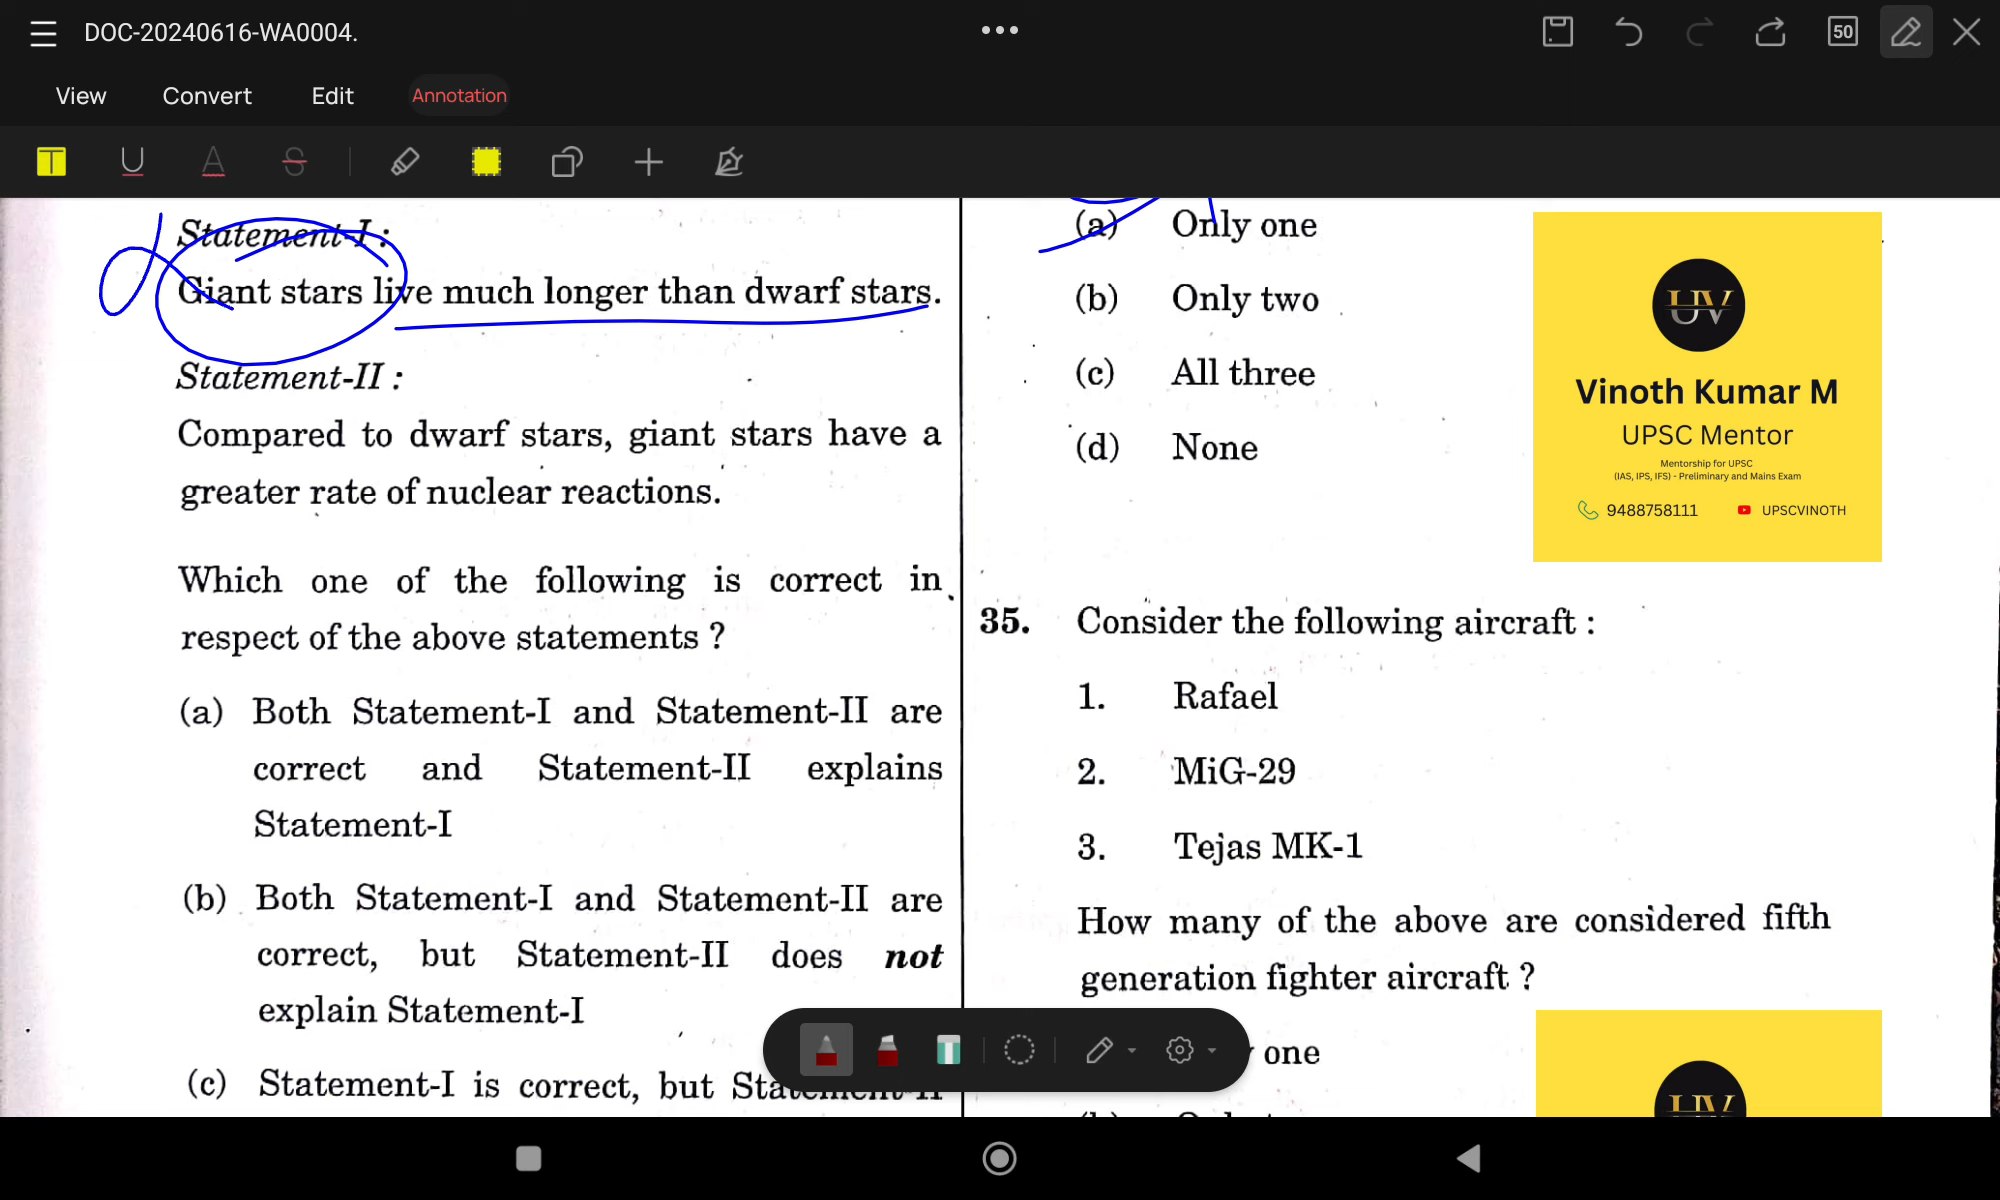 DOC-20240616-WA0004.
50
View Convert Edit Annotation
Statement-I :
Giant stars live much longer than dwarf stars.
Statement-II :
Compared to dwarf stars, giant stars have a
greater rate of nuclear reactions.
Which one of the following is correct in
respect of the above statements ?
(a) Both Statement-I and Statement-II are
correct and Statement-II explains
Statement-I
(b) Both Statement-I and Statement-II are
correct, but Statement-II does not
explain Statement-I
(c) Statement-I is correct, but Statement-II
(a) Only one
(b) Only two
(c) All three
(d) None
UV
Vinoth Kumar M
UPSC Mentor
Mentorship for UPSC
(IAS, IPS, IFS) - Preliminary and Mains Exam
9488758111 UPSCVINOTH
35. Consider the following aircraft :
1. Rafael
2. MiG-29
3. Tejas MK-1
How many of the above are considered fifth
generation fighter aircraft ?
one
UV